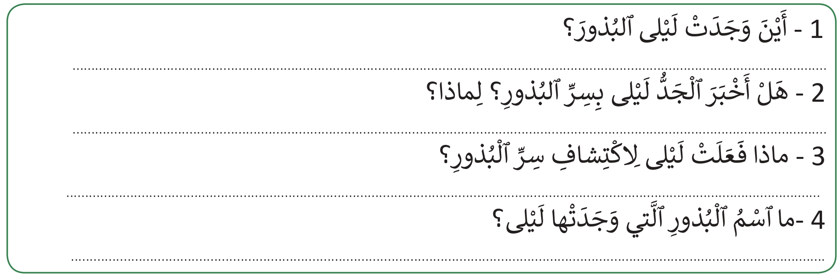 1 - أَيْنَ وَجَدَتْ لَيْلى ٱلبُذورَ؟
2 - هَلْ أَخْبَرَ ٱلْجَدُّ لَيْلى بِسِرِّ ٱلبُذورِ؟ لِماذا؟
3 - ماذا فَعَلَتْ لَيْلى لِاكْتِشافِ سِرِّ ٱلْبُذورِ؟
4 -ما ٱسْمُ ٱلْبُذورِ ٱلَّتي وَجَدَتْها لَيْلى؟